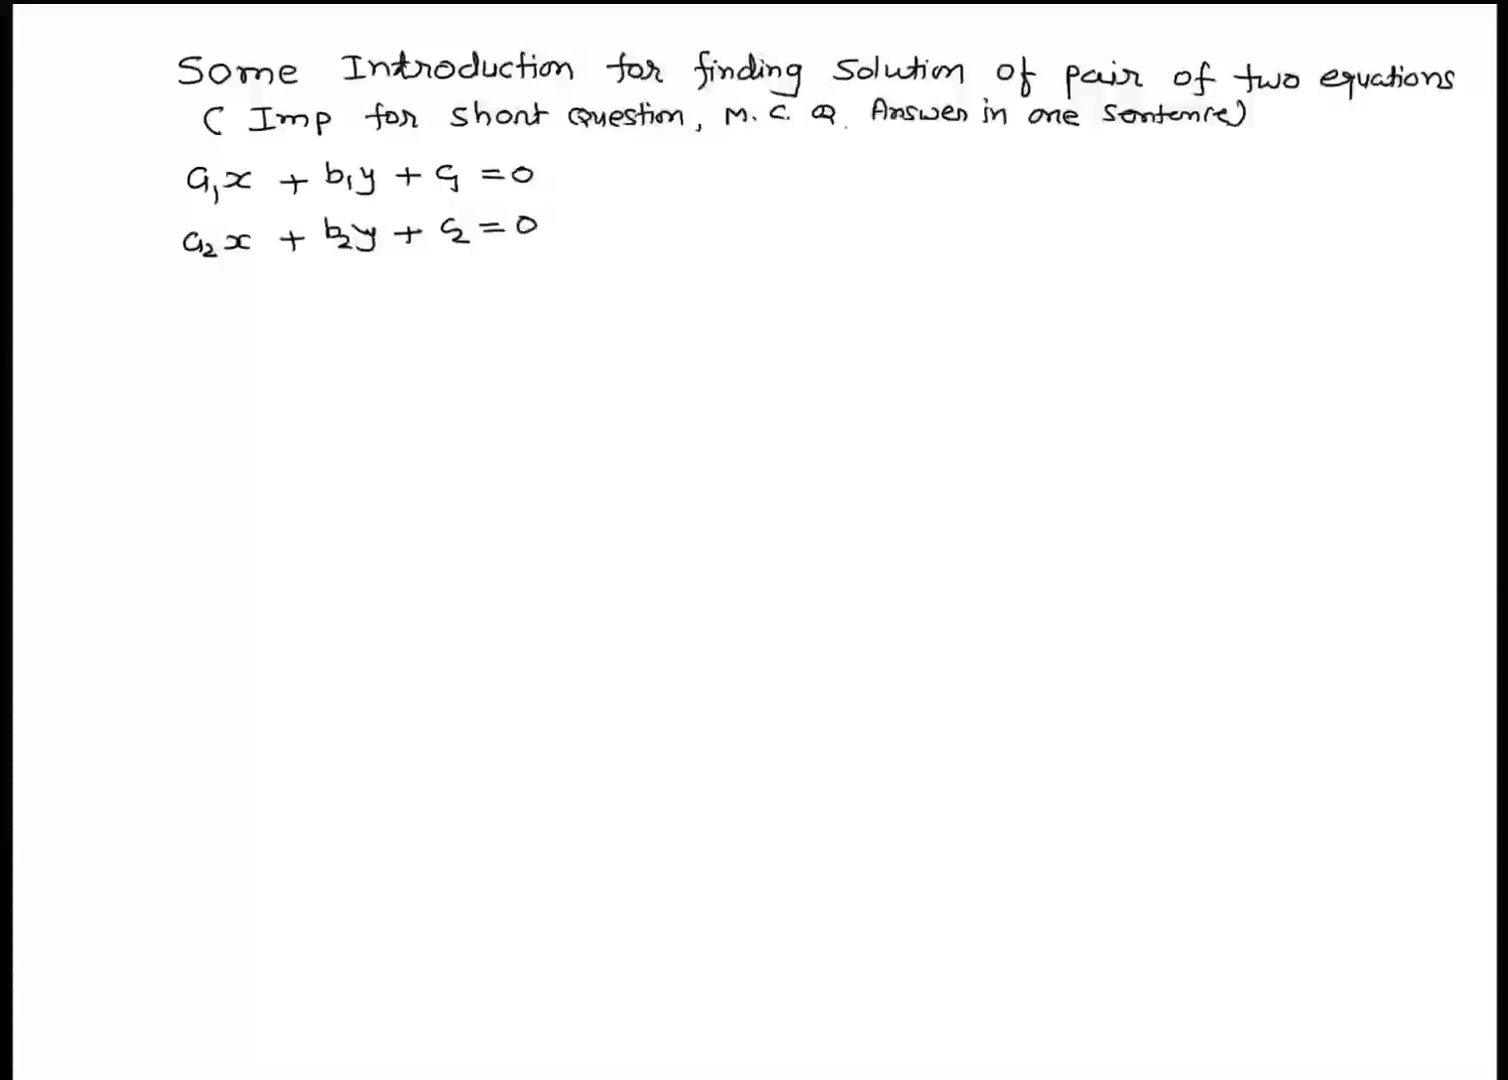 Some Introduction for finding Solution of pair of two equations
( Imp for short Question, M.C.Q. Answer in one Sentence)
a₁x + b₁y + c₁ = 0
a₂x + b₂y + c₂ = 0